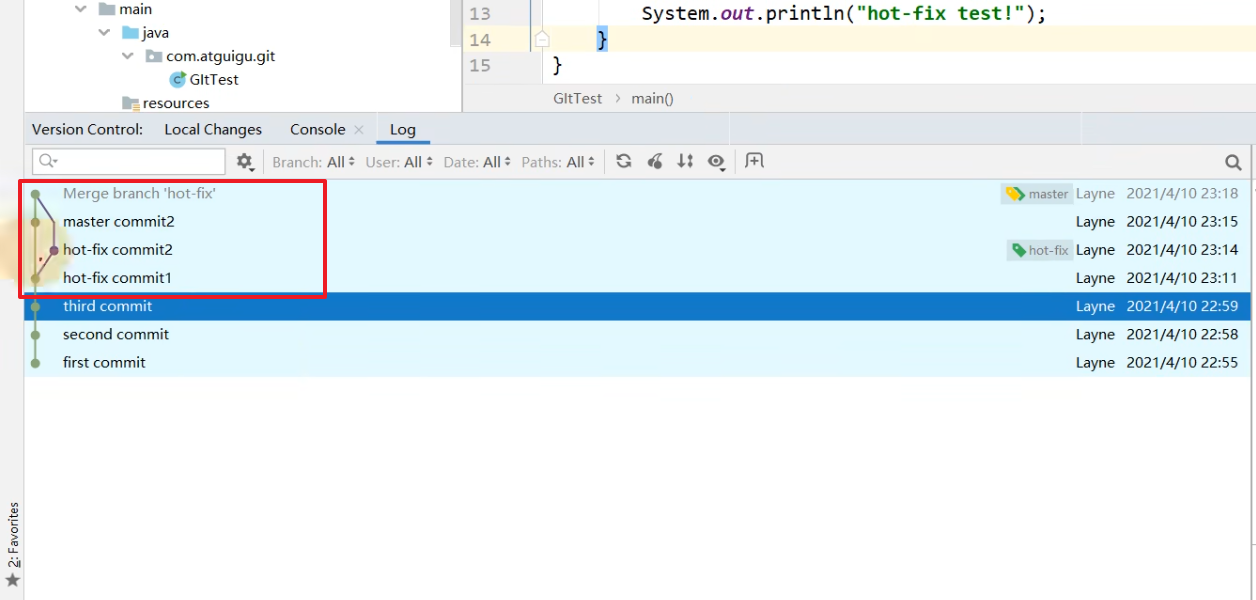 main
13 System.out.println("hot-fix test!");
java
14 }
com.atguigu.git
15 }
GItTest
GItTest > main()
resources
Version Control: Local Changes Console × Log
Branch: All User: All Date: All Paths: All
Merge branch 'hot-fix' master Layne 2021/4/10 23:18
master commit2 Layne 2021/4/10 23:15
hot-fix commit2 hot-fix Layne 2021/4/10 23:14
hot-fix commit1 Layne 2021/4/10 23:11
third commit Layne 2021/4/10 22:59
second commit Layne 2021/4/10 22:58
first commit Layne 2021/4/10 22:55
2: Favorites